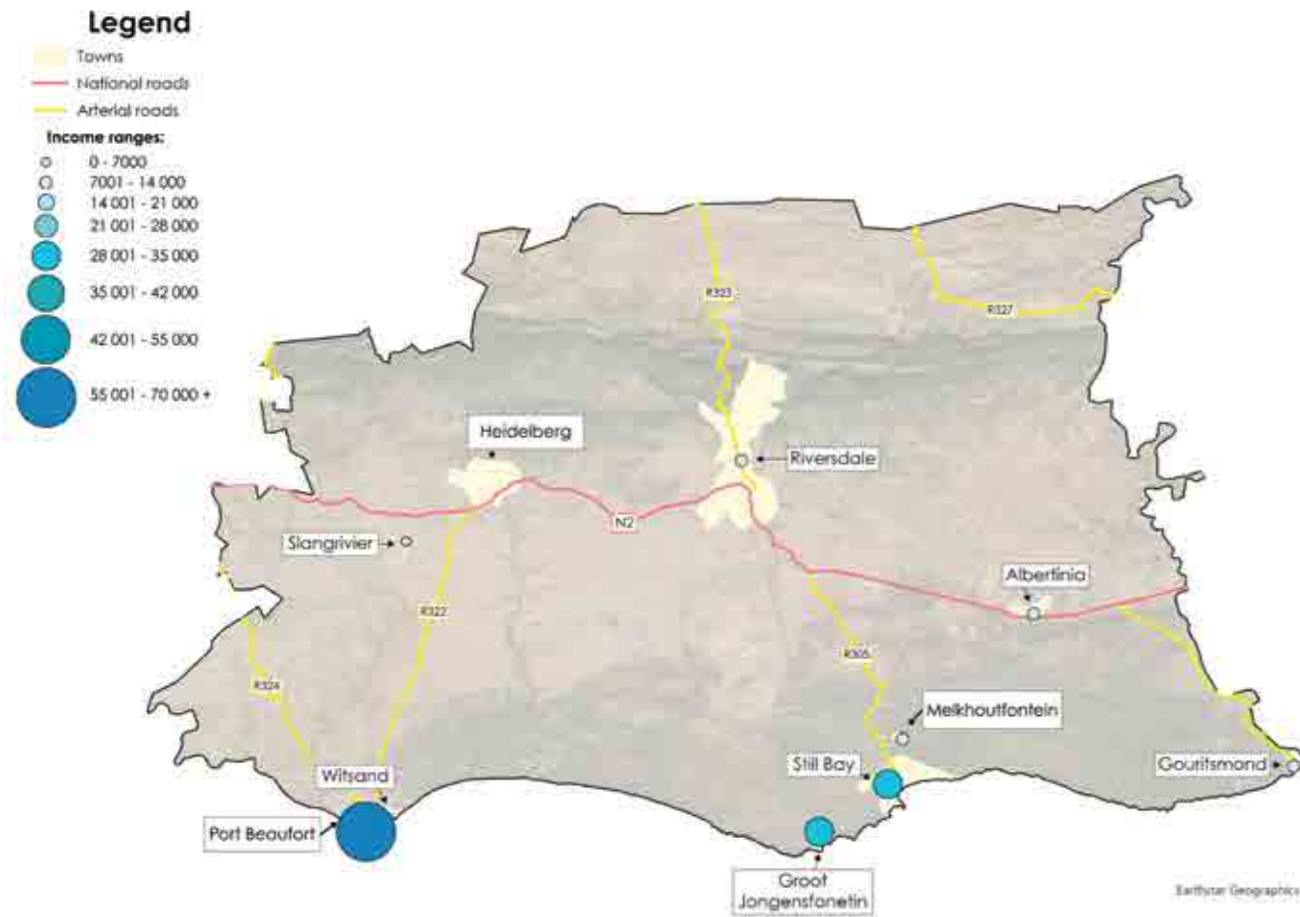 Legend
Towns
National roads
Arterial roads
Income ranges:
0 - 7000
7001 - 14 000
14 001 - 21 000
21 001 - 28 000
28 001 - 35 000
35 001 - 42 000
42 001 - 55 000
55 001 - 70 000 +
R323
R327
Heidelberg
Riversdale
N2
Slangrivier
Albertinia
R322
R305
R324
Melkhoutfontein
Still Bay
Gouritsmond
Witsand
Port Beaufort
Groot
Jongensfonetin
Earthstar Geographics